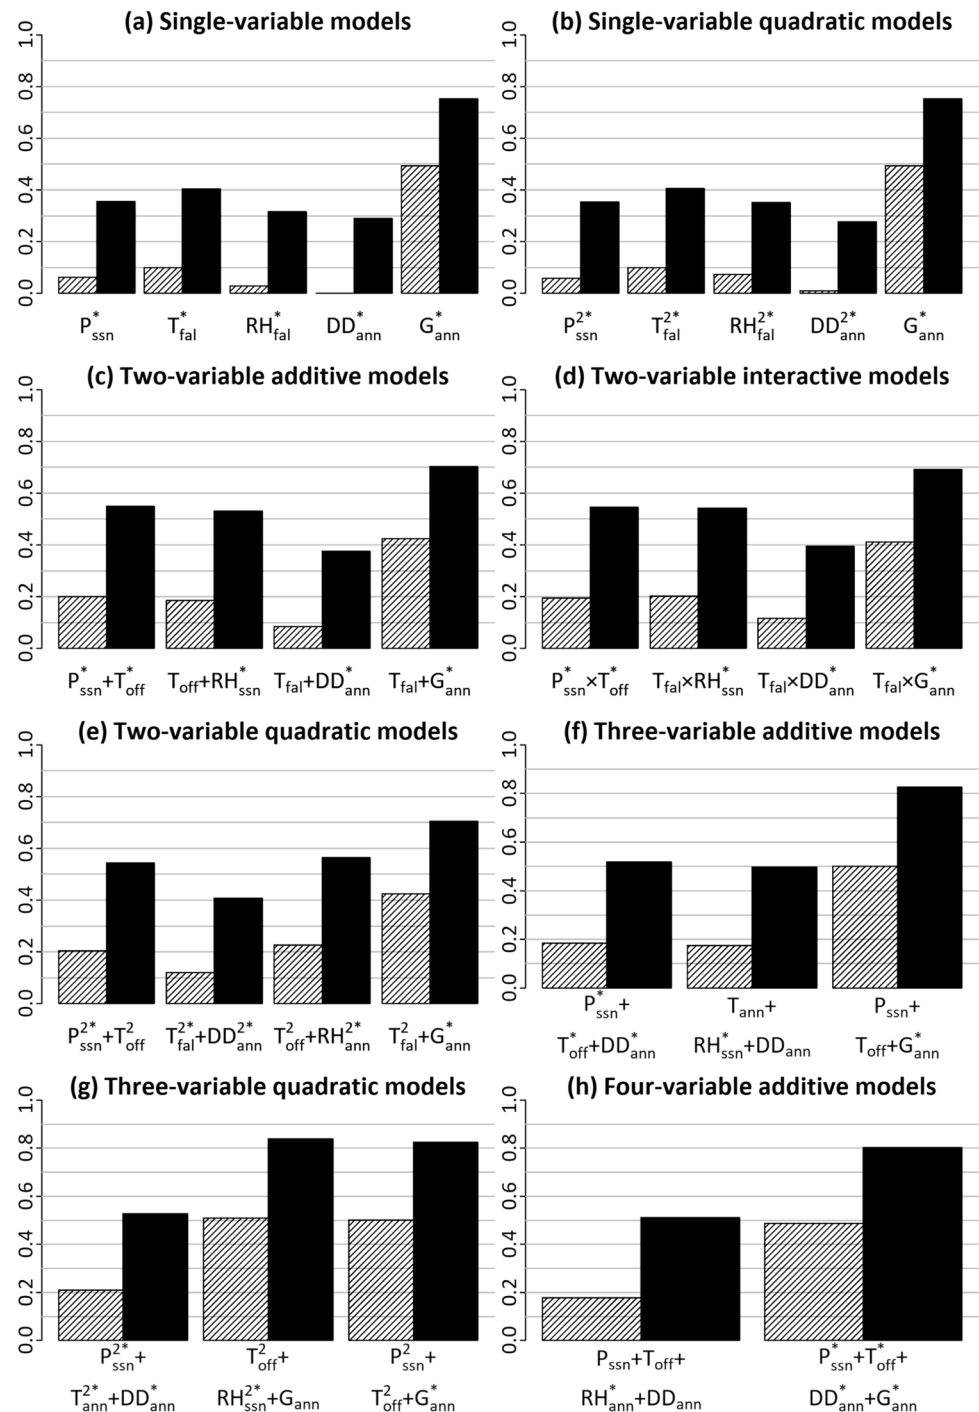 (a) Single-variable models
1.0
0.8
0.6
0.4
0.2
0.0
P*ssn T*fal RH*fal DD*ann G*ann
(b) Single-variable quadratic models
1.0
0.8
0.6
0.4
0.2
0.0
P2*ssn T2*fal RH2*fal DD2*ann G*ann
(c) Two-variable additive models
1.0
0.8
0.6
0.4
0.2
0.0
P*ssn+T*off Toff+RH*ssn Tfal+DD*ann Tfal+G*ann
(d) Two-variable interactive models
1.0
0.8
0.6
0.4
0.2
0.0
P*ssn×T*off Tfal×RH*ssn Tfal×DD*ann Tfal×G*ann
(e) Two-variable quadratic models
1.0
0.8
0.6
0.4
0.2
0.0
P2*ssn+T2off T2*fal+DD2*ann T2off+RH2*ann T2fal+G*ann
(f) Three-variable additive models
1.0
0.8
0.6
0.4
0.2
0.0
P*ssn+ Tann+ Pssn+
T*off+DD*ann RH*ssn+DDann Toff+G*ann
(g) Three-variable quadratic models
1.0
0.8
0.6
0.4
0.2
0.0
P2*ssn+ T2off+ P2ssn+
T2*ann+DD*ann RH2*ssn+Gann T2off+G*ann
(h) Four-variable additive models
1.0
0.8
0.6
0.4
0.2
0.0
Pssn+Toff+ P*ssn+T*off+
RH*ann+DDann DD*ann+G*ann